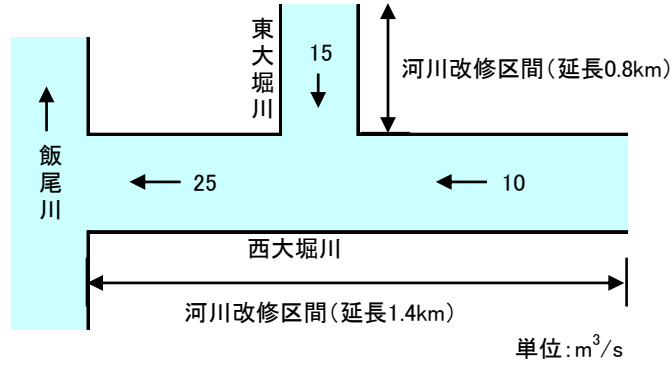 東大堀川
15
河川改修区間（延長0.8km）
飯尾川
25
10
西大堀川
河川改修区間（延長1.4km）
単位：m³/s